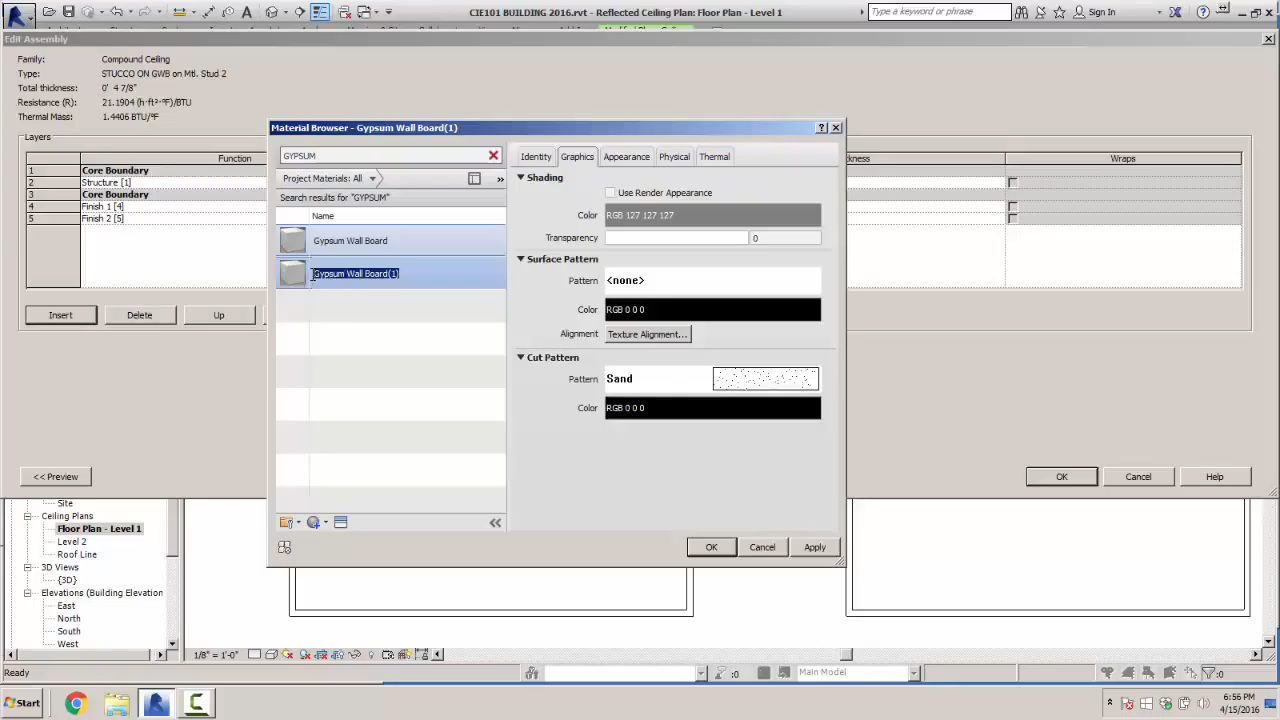 CIE101 BUILDING 2016.rvt - Reflected Ceiling Plan: Floor Plan - Level 1
Type a keyword or phrase
Sign In
Edit Assembly
Family: Compound Ceiling
Type: STUCCO ON GWB on Mtl. Stud 2
Total thickness: 0' 4 7/8"
Resistance (R): 21.1904 (h·ft²·°F)/BTU
Thermal Mass: 1.4406 BTU/°F
Layers
Function
Wraps
1 Core Boundary
2 Structure [1]
3 Core Boundary
4 Finish 1 [4]
5 Finish 2 [5]
Insert
Delete
Up
<< Preview
OK
Cancel
Help
Material Browser - Gypsum Wall Board(1)
GYPSUM
Project Materials: All
»
Search results for "GYPSUM"
Name
Gypsum Wall Board
Gypsum Wall Board(1)
Identity
Graphics
Appearance
Physical
Thermal
Shading
Use Render Appearance
Color RGB 127 127 127
Transparency 0
Surface Pattern
Pattern <none>
Color RGB 0 0 0
Alignment Texture Alignment...
Cut Pattern
Pattern Sand
Color RGB 0 0 0
OK
Cancel
Apply
Site
Ceiling Plans
Floor Plan - Level 1
Level 2
Roof Line
3D Views
{3D}
Elevations (Building Elevation
East
North
South
West
1/8" = 1'-0"
Ready
:0
Main Model
:0
Start
6:56 PM
4/15/2016